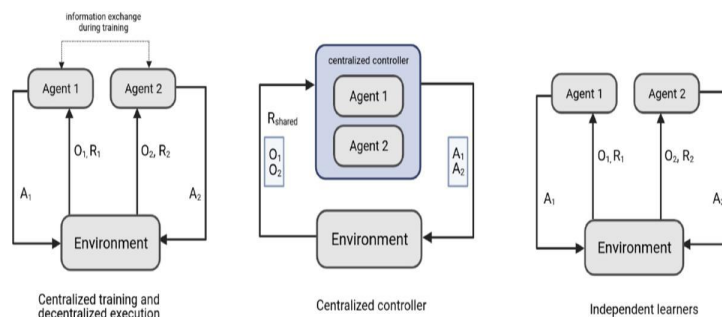 information exchange
during training
Agent 1
Agent 2
O₁, R₁
O₂, R₂
A₁
A₂
Environment
Centralized training and
decentralized execution
centralized controller
Agent 1
Agent 2
Rshared
O₁
O₂
A₁
A₂
Environment
Centralized controller
Agent 1
Agent 2
O₁, R₁
O₂, R₂
A₁
Environment
Independent learners